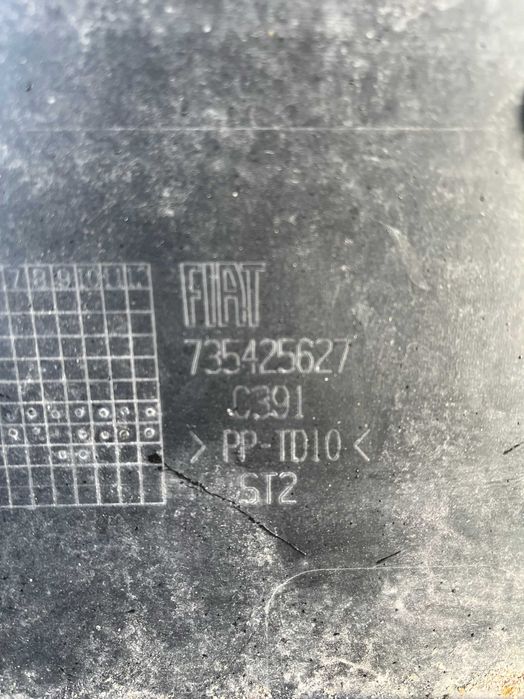 FIAT
735425627
C391
> PP-TD10 <
ST2